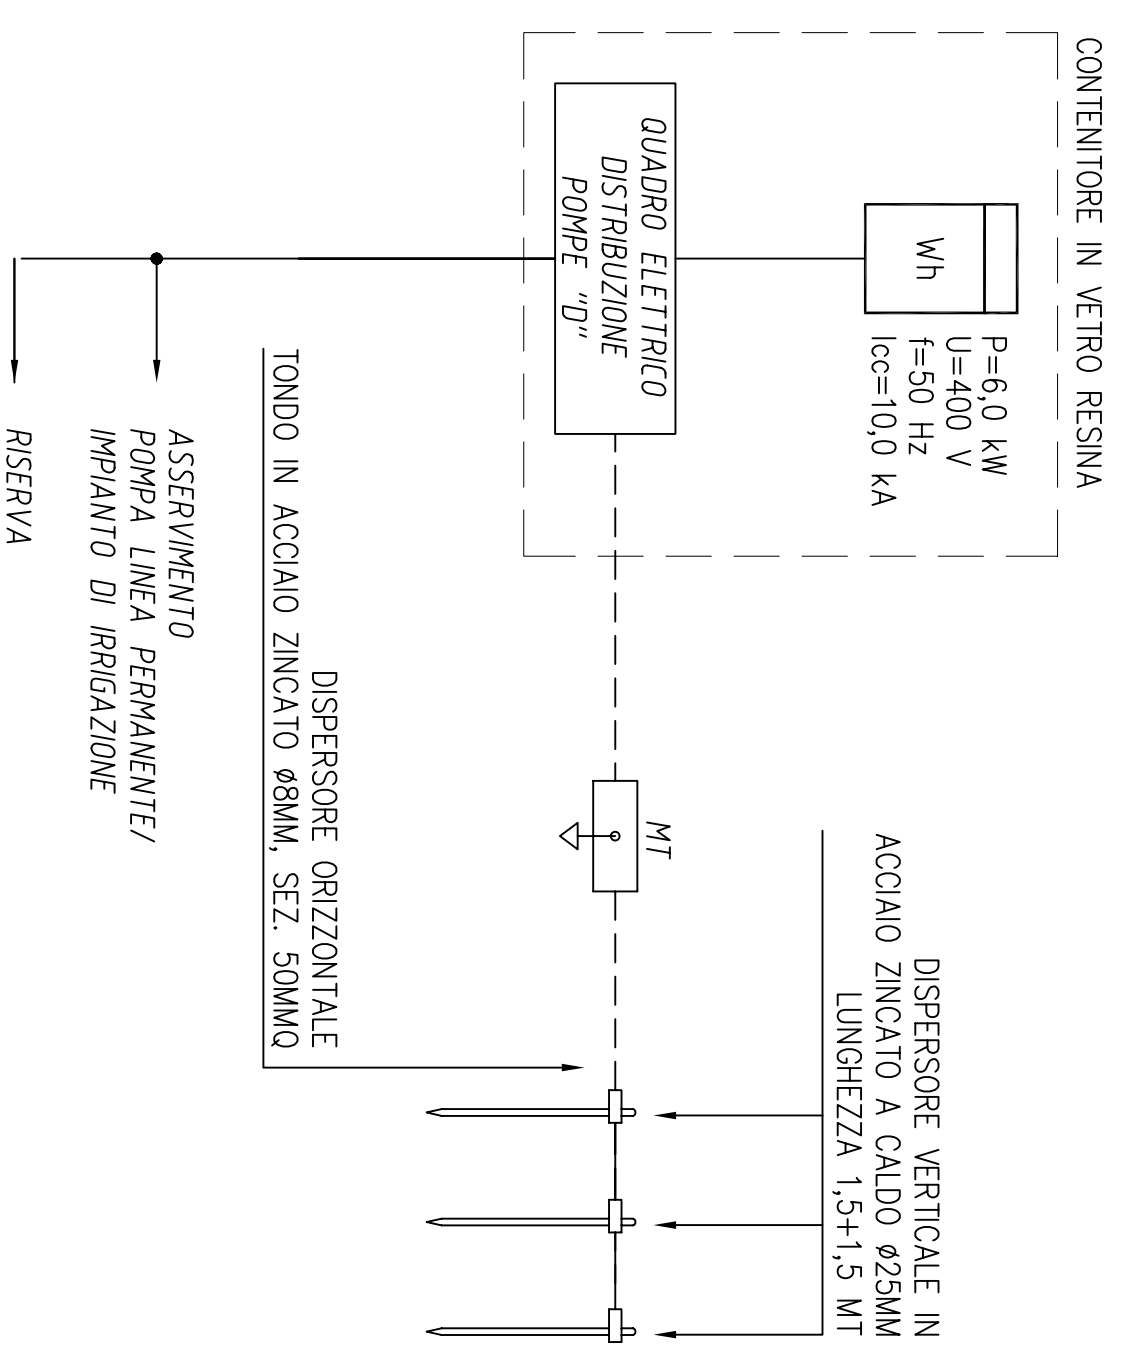 CONTENITORE IN VETRO RESINA
Wh
P=6,0 kW
U=400 V
f=50 Hz
Icc=10,0 kA
QUADRO ELETTRICO
DISTRIBUZIONE
POMPE "D"
MT
DISPERSORE VERTICALE IN
ACCIAIO ZINCATO A CALDO ø25MM
LUNGHEZZA 1,5+1,5 MT
DISPERSORE ORIZZONTALE
TONDO IN ACCIAIO ZINCATO ø8MM, SEZ. 50MMQ
ASSERVIMENTO
POMPA LINEA PERMANENTE/
IMPIANTO DI IRRIGAZIONE
RISERVA